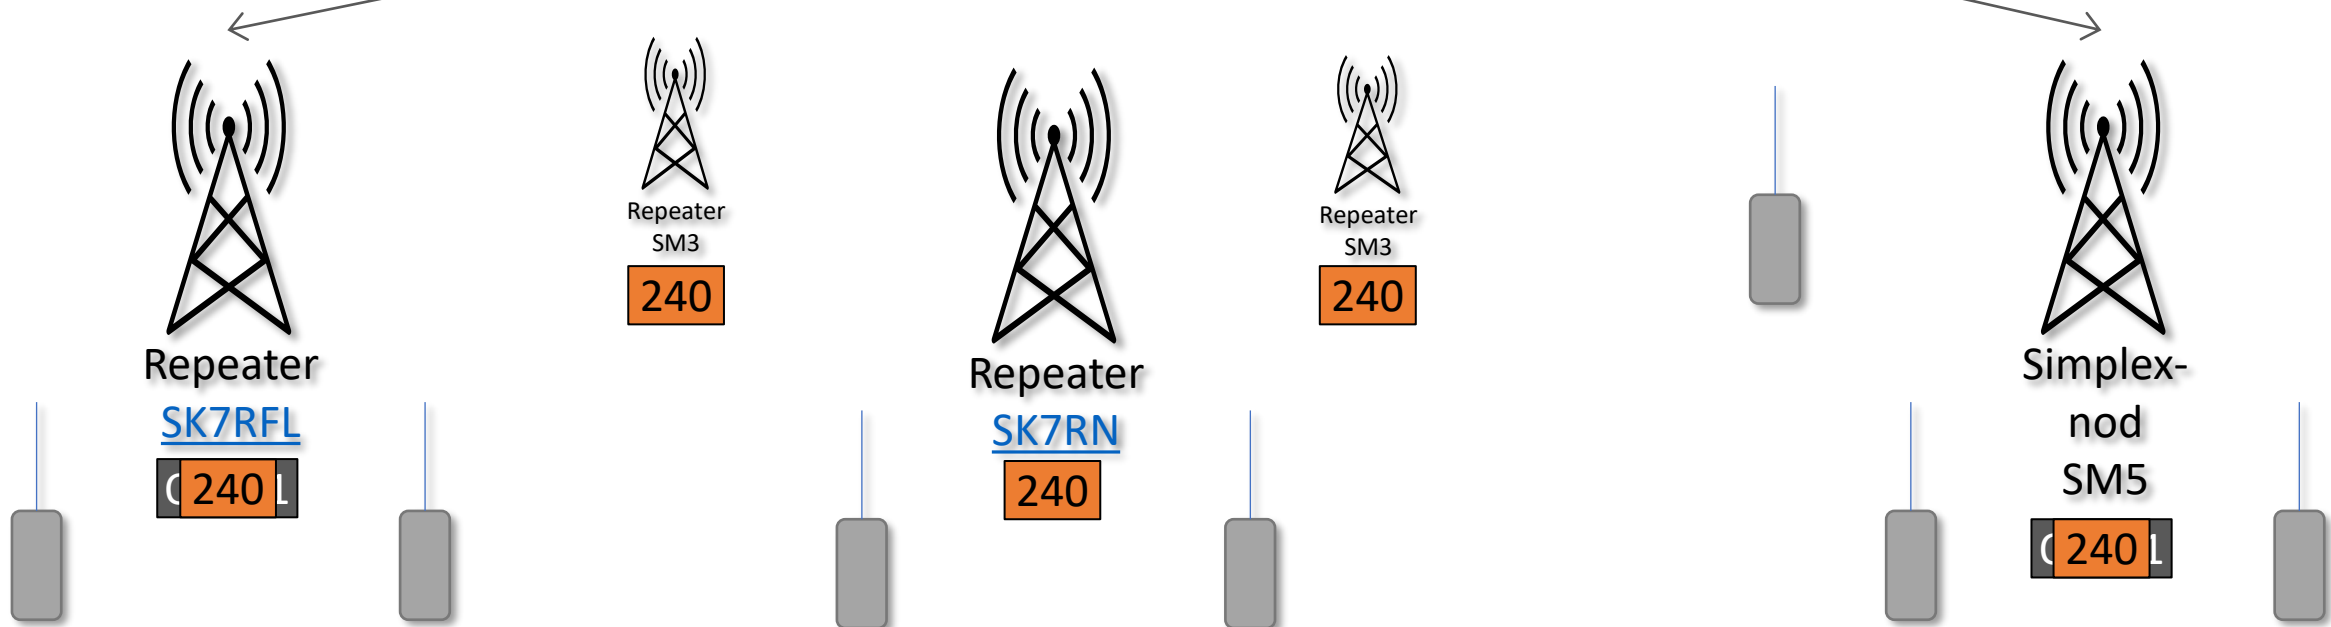 Repeater
SK7RFL
240
Repeater
SM3
240
Repeater
SK7RN
240
Repeater
SM3
240
Simplex-
nod
SM5
240